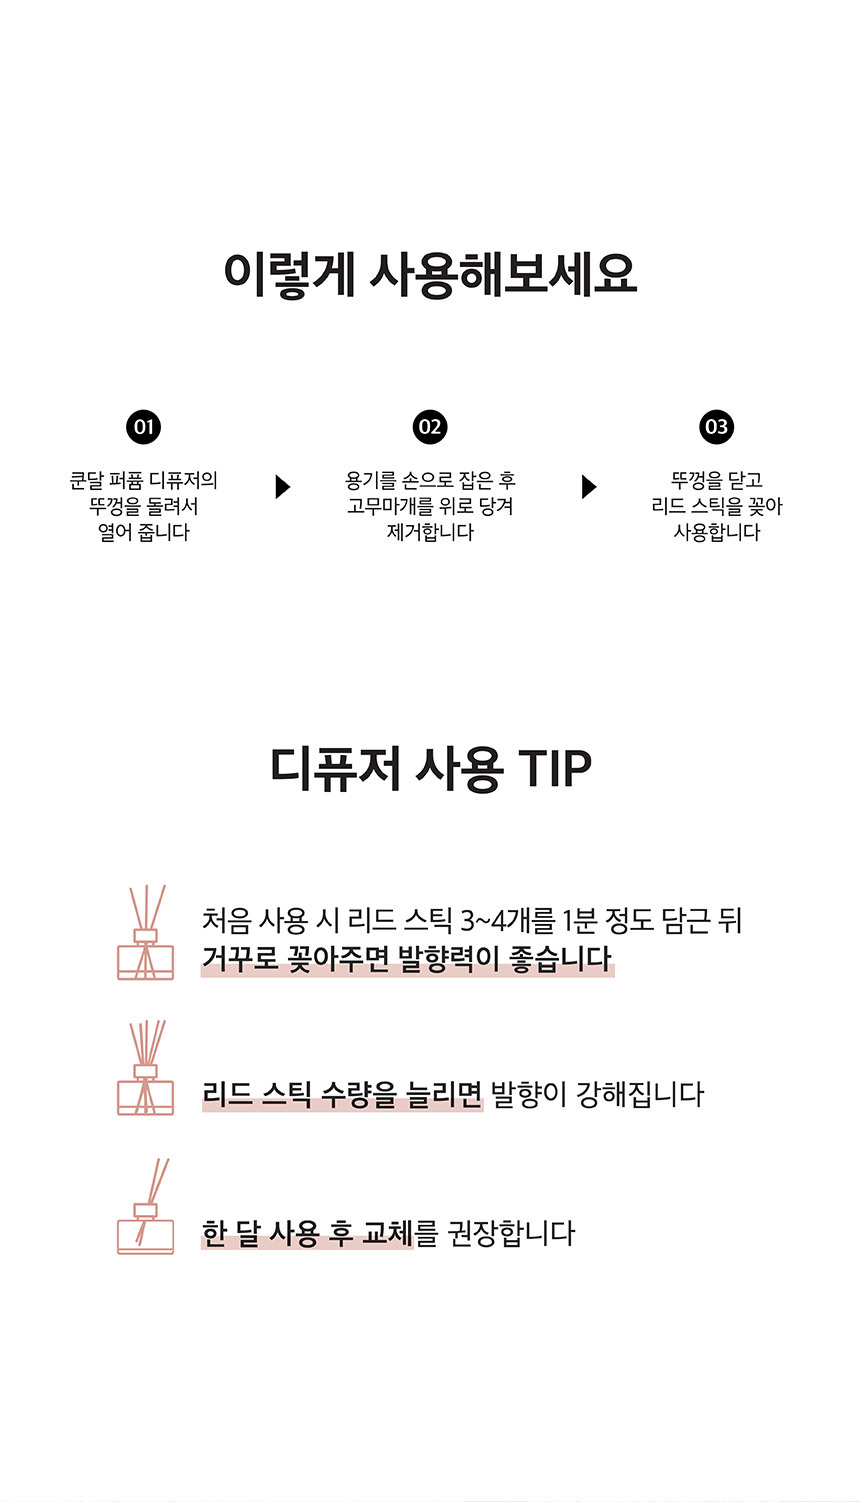 이렇게 사용해보세요
01
쿤달 퍼퓸 디퓨저의
뚜껑을 돌려서
열어 줍니다
02
용기를 손으로 잡은 후
고무마개를 위로 당겨
제거합니다
03
뚜껑을 닫고
리드 스틱을 꽂아
사용합니다
디퓨저 사용 TIP
처음 사용 시 리드 스틱 3~4개를 1분 정도 담근 뒤
거꾸로 꽂아주면 발향력이 좋습니다
리드 스틱 수량을 늘리면 발향이 강해집니다
한 달 사용 후 교체를 권장합니다